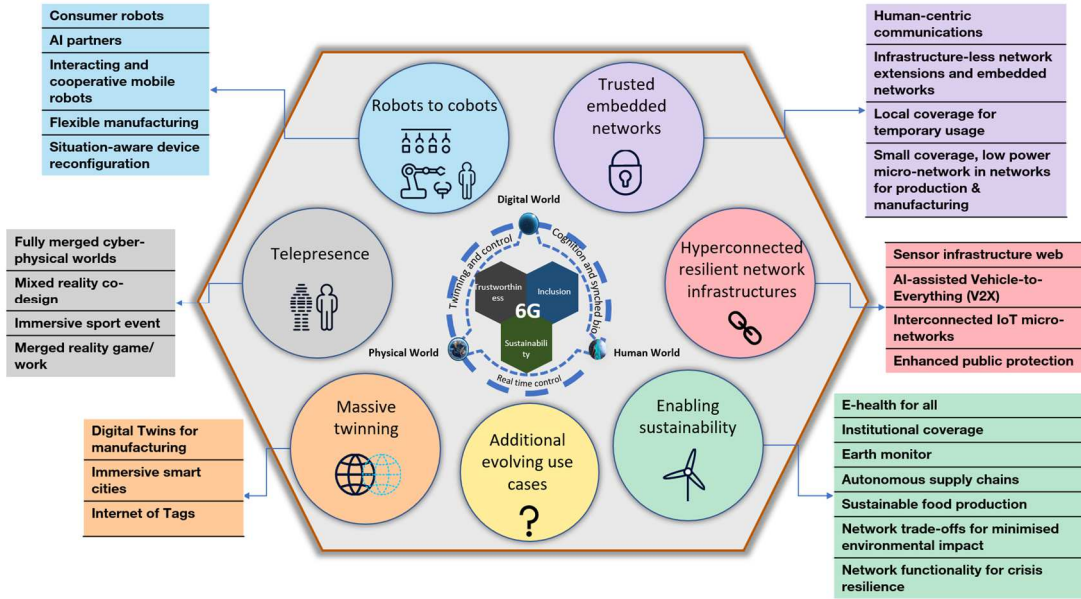 Consumer robots
AI partners
Interacting and
cooperative mobile
robots
Flexible manufacturing
Situation-aware device
reconfiguration
Robots to cobots
Trusted
embedded
networks
Human-centric
communications
Infrastructure-less network
extensions and embedded
networks
Local coverage for
temporary usage
Small coverage, low power
micro-network in networks
for production &
manufacturing
Fully merged cyber-
physical worlds
Mixed reality co-
design
Immersive sport event
Merged reality game/
work
Telepresence
Digital World
Twinning and control
Cognition and synched bio.
Trustworthin
ess
Inclusion
6G
Sustainabili
ty
Physical World
Human World
Real time control
Hyperconnected
resilient network
infrastructures
Sensor infrastructure web
AI-assisted Vehicle-to-
Everything (V2X)
Interconnected IoT micro-
networks
Enhanced public protection
Digital Twins for
manufacturing
Immersive smart
cities
Internet of Tags
Massive
twinning
Additional
evolving use
cases
?
Enabling
sustainability
E-health for all
Institutional coverage
Earth monitor
Autonomous supply chains
Sustainable food production
Network trade-offs for minimised
environmental impact
Network functionality for crisis
resilience